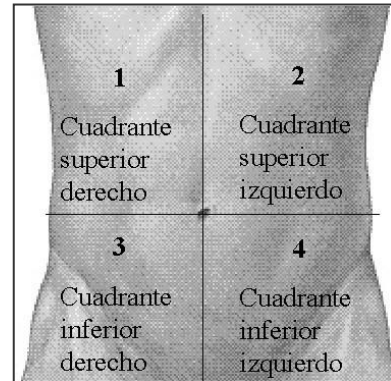 1
Cuadrante
superior
derecho
2
Cuadrante
superior
izquierdo
3
Cuadrante
inferior
derecho
4
Cuadrante
inferior
izquierdo